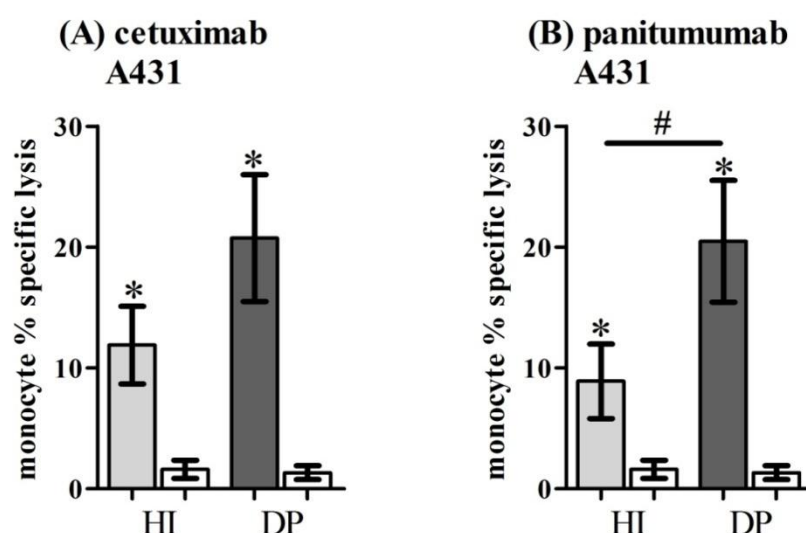 (A) cetuximab
A431
monocyte % specific lysis
30
20
10
0
*
*
HI
DP
(B) panitumumab
A431
monocyte % specific lysis
30
20
10
0
#
*
*
HI
DP